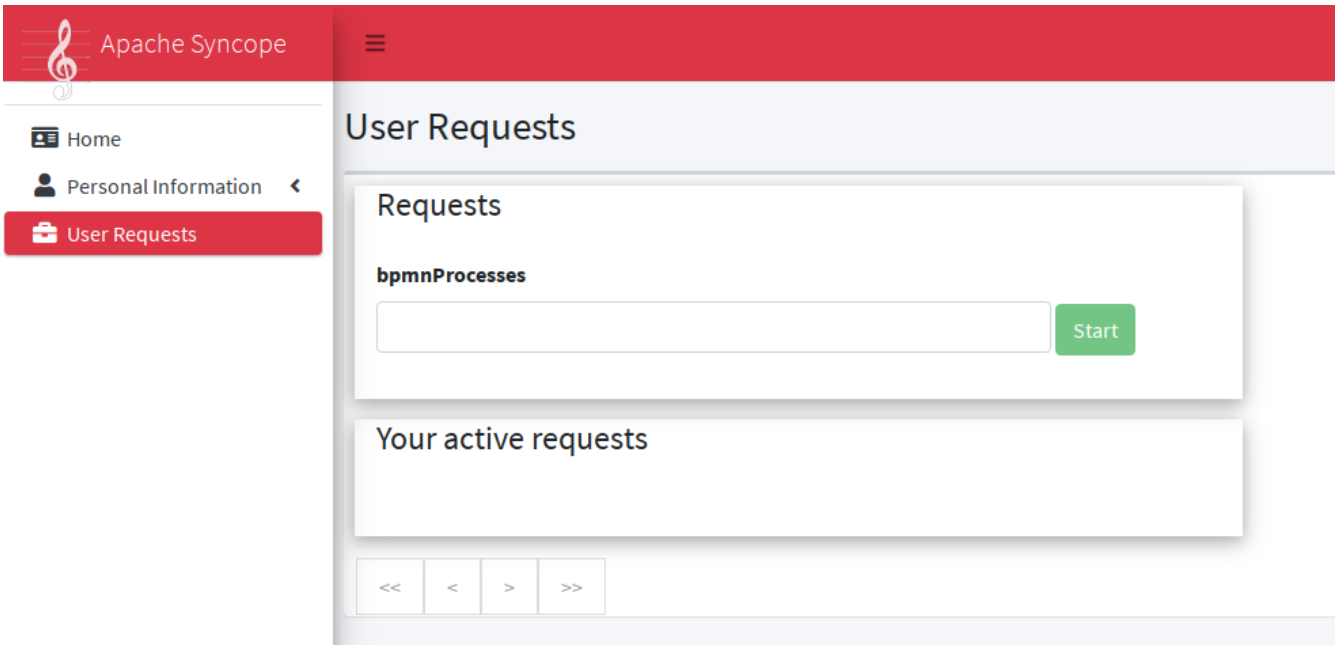 Apache Syncope
Home
Personal Information
User Requests
User Requests
Requests
bpmnProcesses
Start
Your active requests
<< < > >>